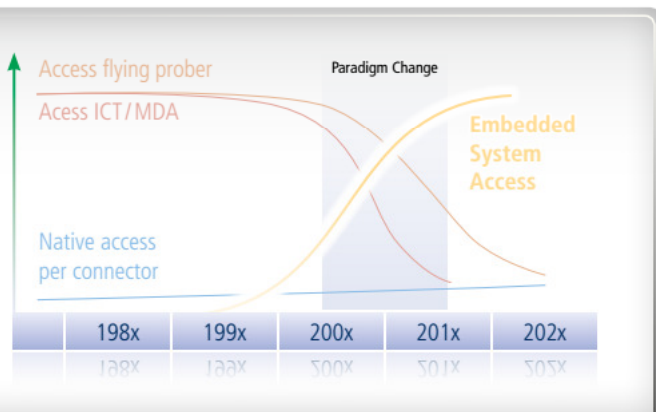 Access flying prober
Paradigm Change
Acess ICT/MDA
Embedded
System
Access
Native access
per connector
198x
199x
200x
201x
202x